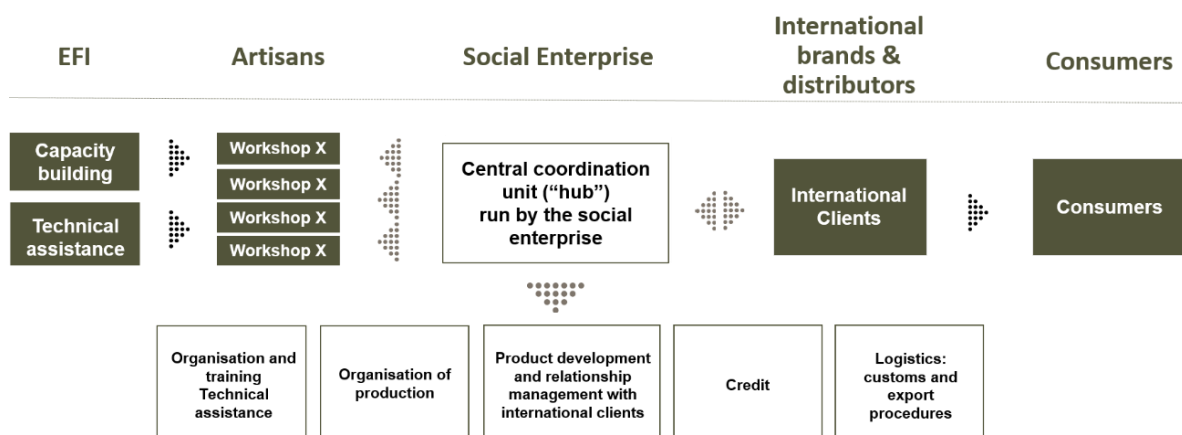 EFI
Artisans
Social Enterprise
International
brands &
distributors
Consumers
Capacity
building
Technical
assistance
Workshop X
Workshop X
Workshop X
Workshop X
Central coordination
unit (“hub”)
run by the social
enterprise
International
Clients
Consumers
Organisation and
training
Technical
assistance
Organisation of
production
Product development
and relationship
management with
international clients
Credit
Logistics:
customs and
export
procedures